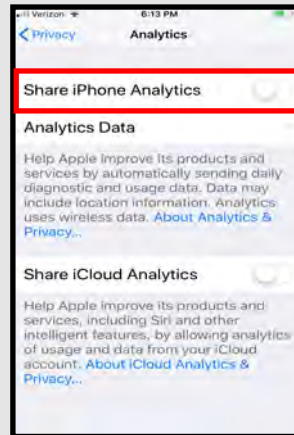 Verizon 6:13 PM
Privacy Analytics
Share iPhone Analytics
Analytics Data
Help Apple improve its products and
services by automatically sending daily
diagnostic and usage data. Data may
include location information. Analytics
uses wireless data. About Analytics &
Privacy...
Share iCloud Analytics
Help Apple improve its products and
services, including Siri and other
intelligent features, by allowing analytics
of usage and data from your iCloud
account. About iCloud Analytics &
Privacy...